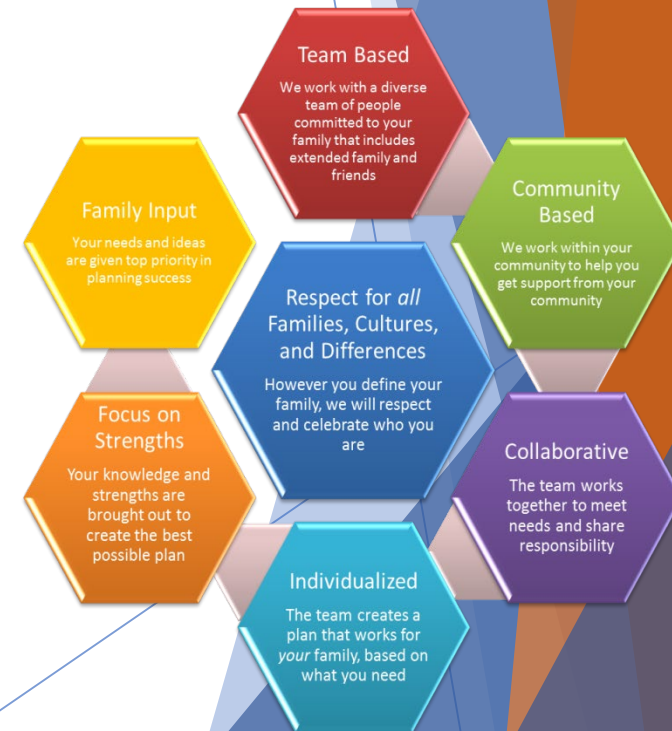 Team Based
We work with a diverse
team of people
committed to your
family that includes
extended family and
friends
Family Input
Your needs and ideas
are given top priority in
planning success
Community
Based
We work within your
community to help you
get support from your
community
Respect for all
Families, Cultures,
and Differences
However you define your
family, we will respect
and celebrate who you
are
Focus on
Strengths
Your knowledge and
strengths are
brought out to
create the best
possible plan
Collaborative
The team works
together to meet
needs and share
responsibility
Individualized
The team creates a
plan that works for
your family, based on
what you need